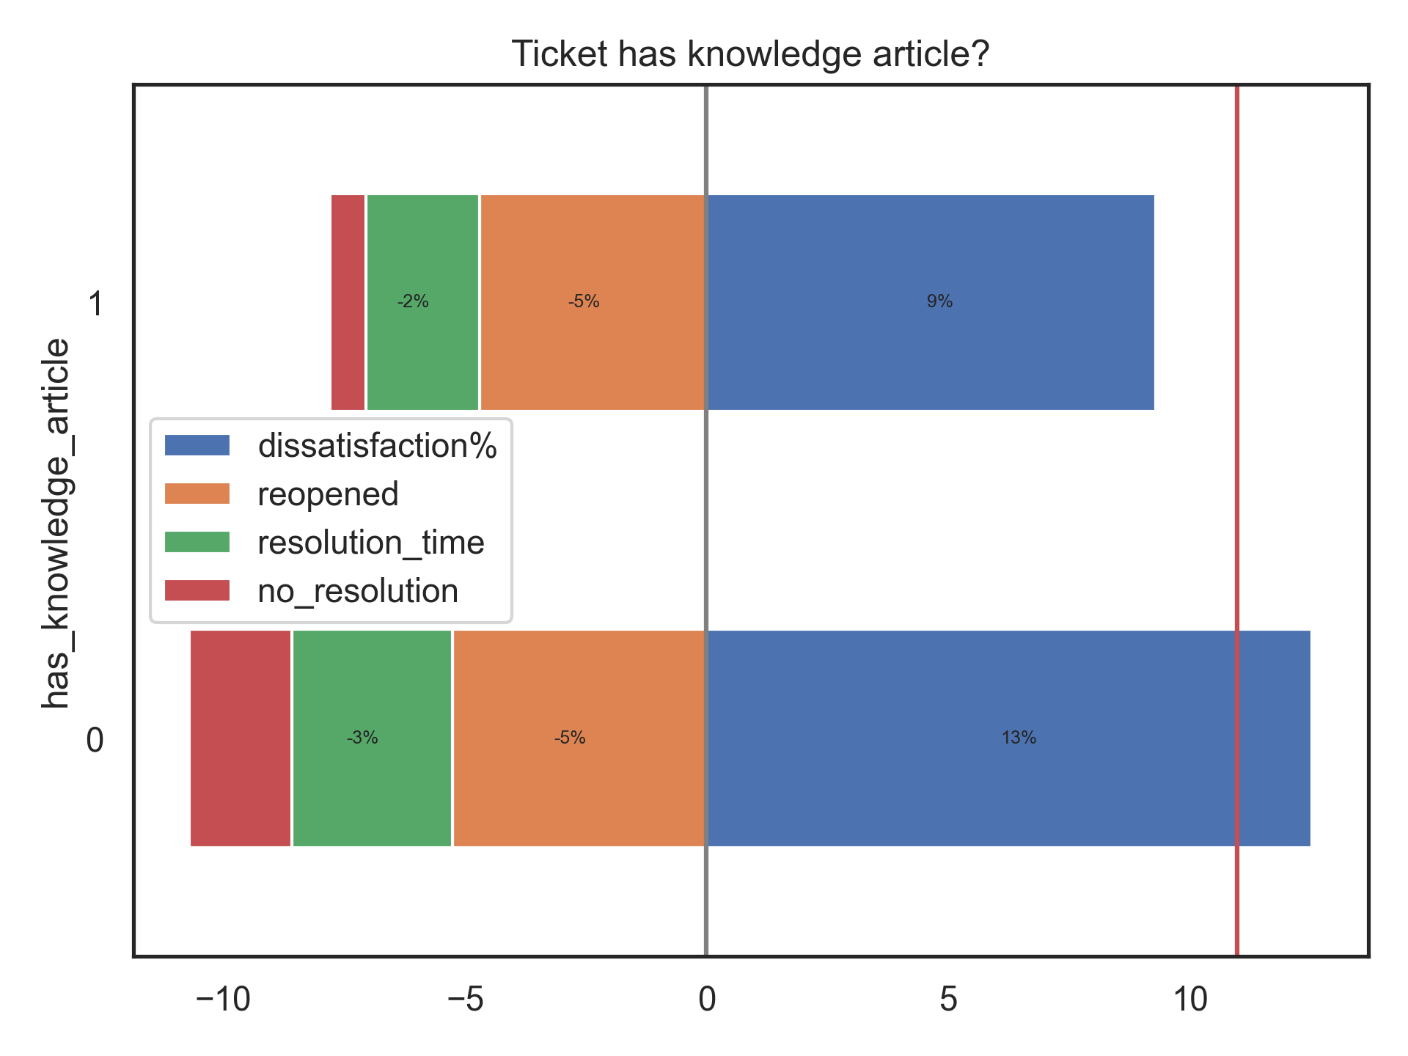 Ticket has knowledge article?
has_knowledge_article
1
-2%
-5%
9%
dissatisfaction%
reopened
resolution_time
no_resolution
0
-3%
-5%
13%
−10
−5
0
5
10